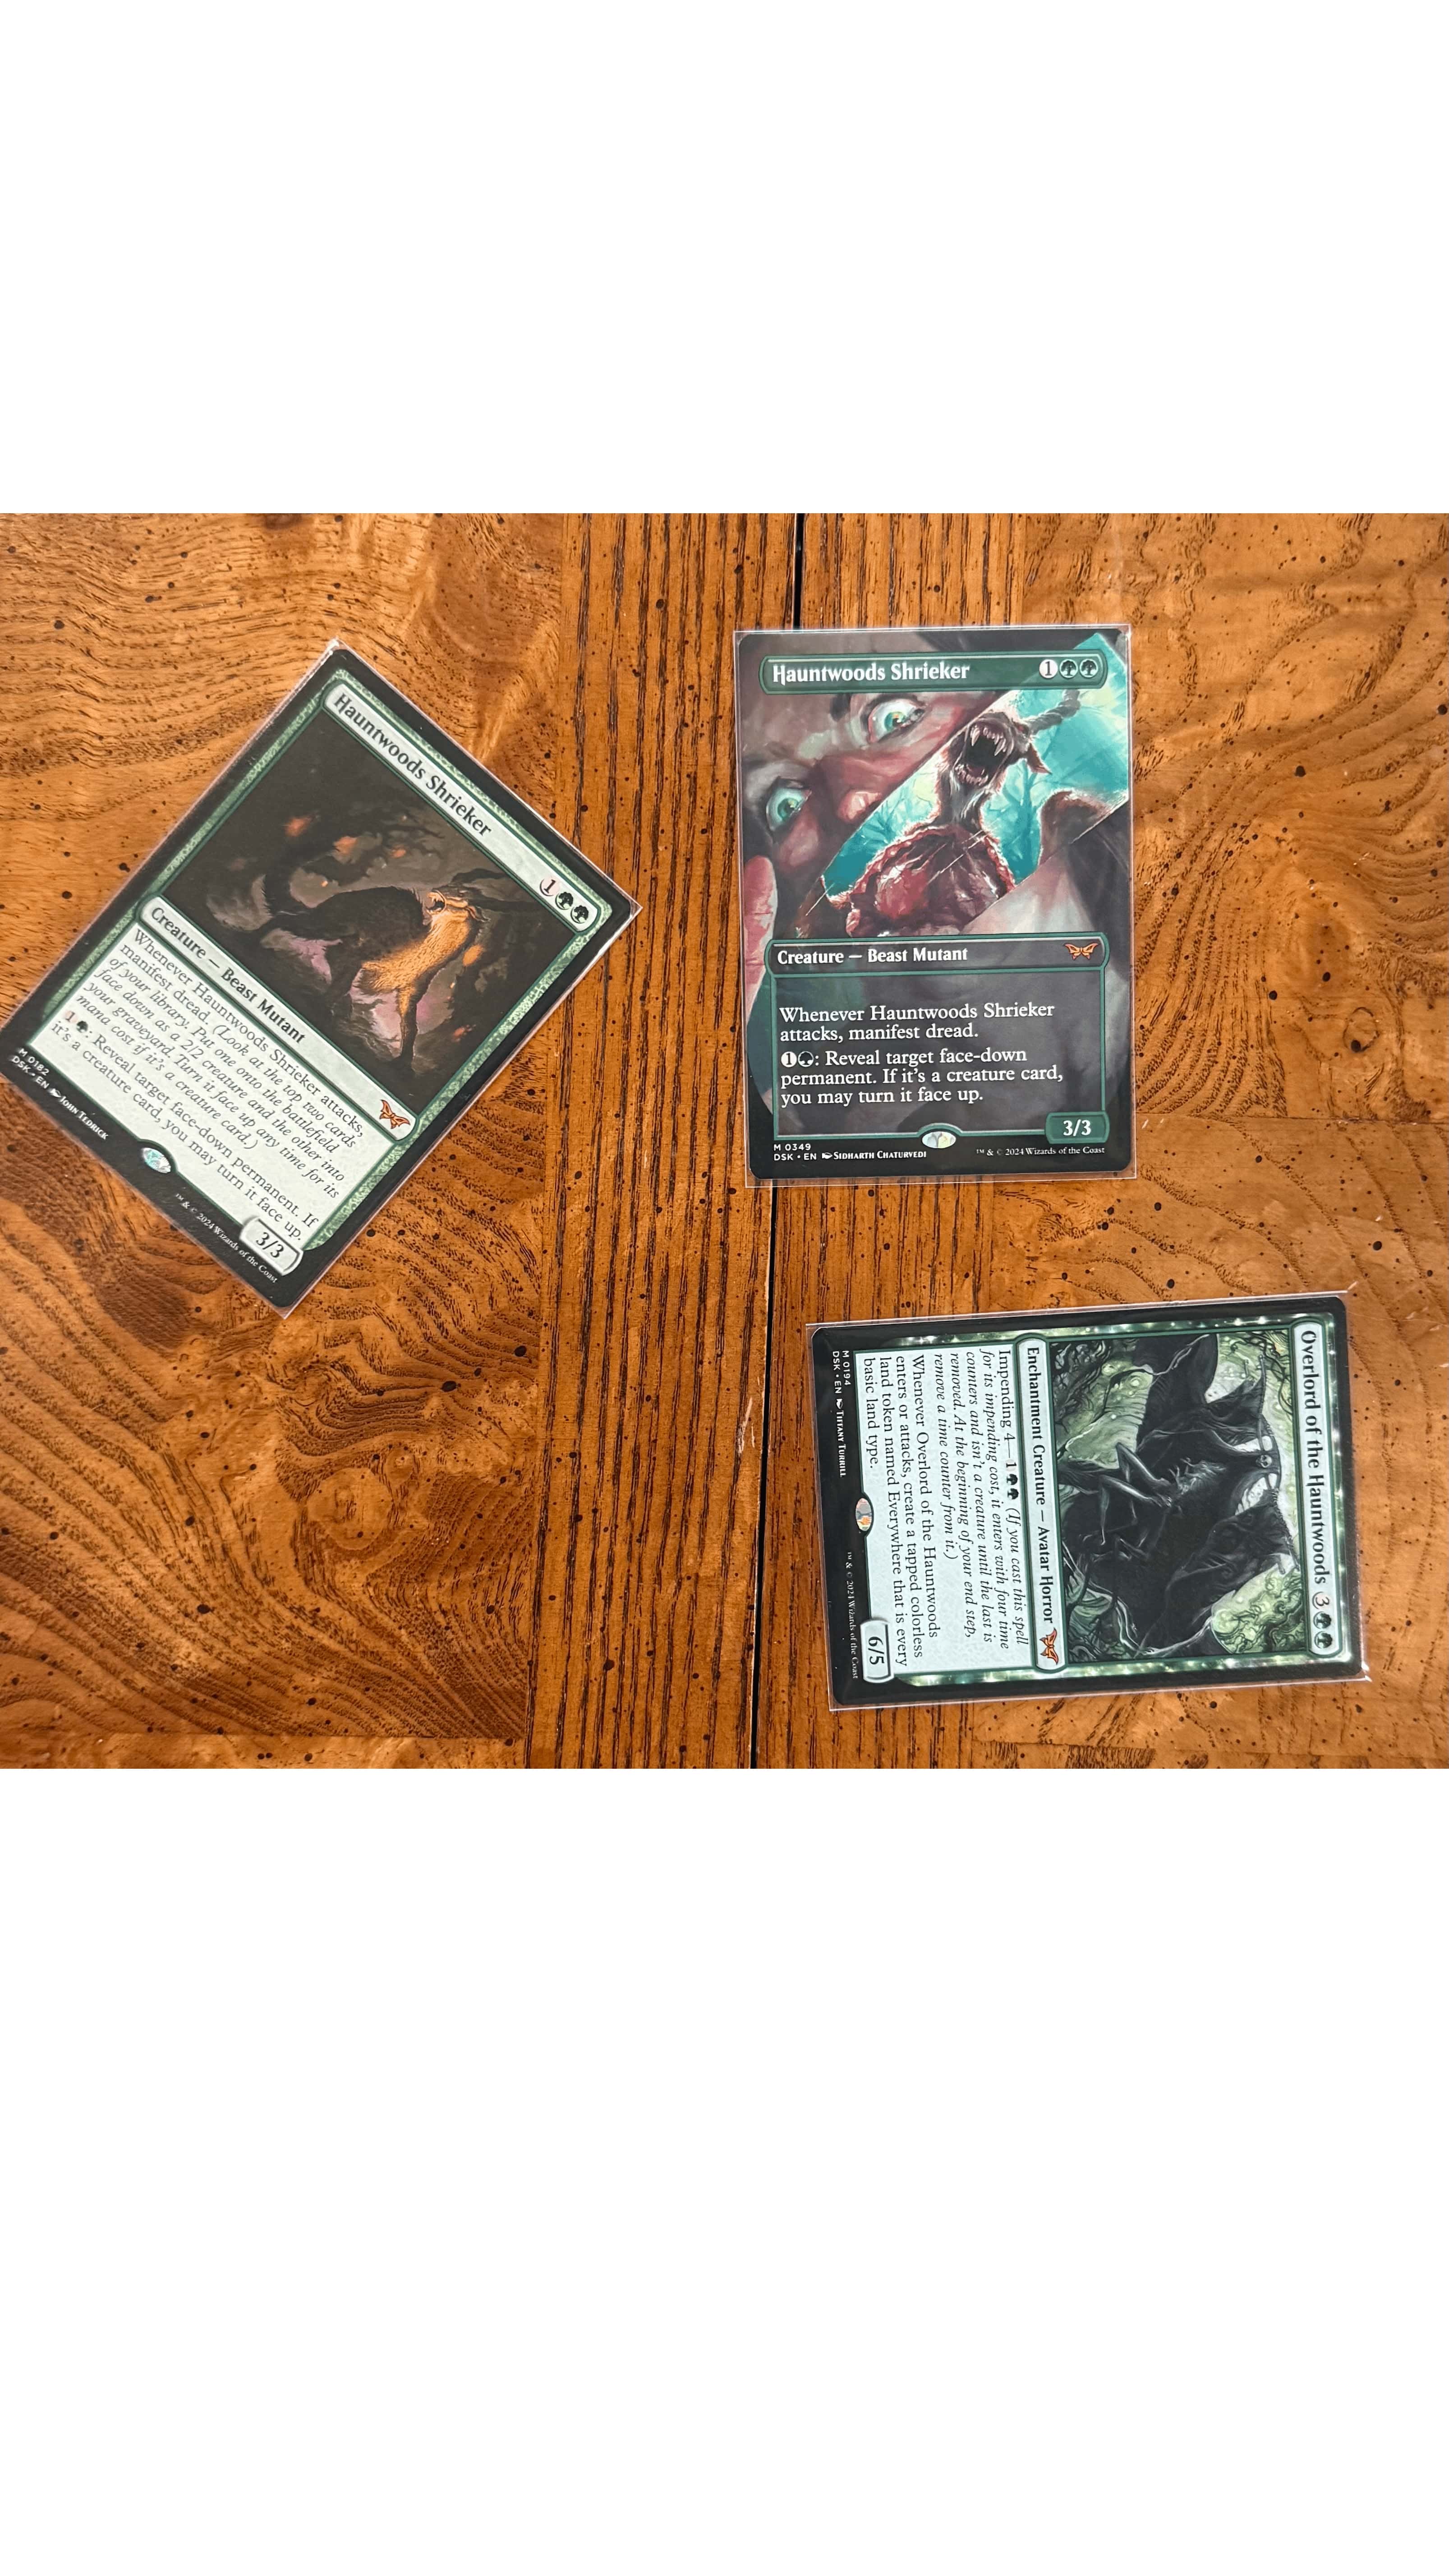 Hauntwoods Shrieker 1
Creature — Beast Mutant
Whenever Hauntwoods Shrieker attacks,
manifest dread. (Look at the top two cards
of your library. Put one onto the battlefield
face down as a 2/2 creature and the other into
your graveyard. Turn it face up any time for its
mana cost if it's a creature card.)
1 : Reveal target face-down permanent. If
it's a creature card, you may turn it face up.
3/3
M 0182
DSK • EN John Tedrick
™ & © 2024 Wizards of the Coast
Hauntwoods Shrieker 1
Creature — Beast Mutant
Whenever Hauntwoods Shrieker
attacks, manifest dread.
1 : Reveal target face-down
permanent. If it's a creature card,
you may turn it face up.
3/3
M 0349
DSK • EN Sidharth Chaturvedi
™ & © 2024 Wizards of the Coast
Overlord of the Hauntwoods 3
Enchantment Creature — Avatar Horror
Impending 4—1 (If you cast this spell
for its impending cost, it enters with four time
counters and isn't a creature until the last is
removed. At the beginning of your end step,
remove a time counter from it.)
Whenever Overlord of the Hauntwoods
enters or attacks, create a tapped colorless
land token named Everywhere that is every
basic land type.
6/5
M 0194
DSK • EN Tiffany Turrill
™ & © 2024 Wizards of the Coast